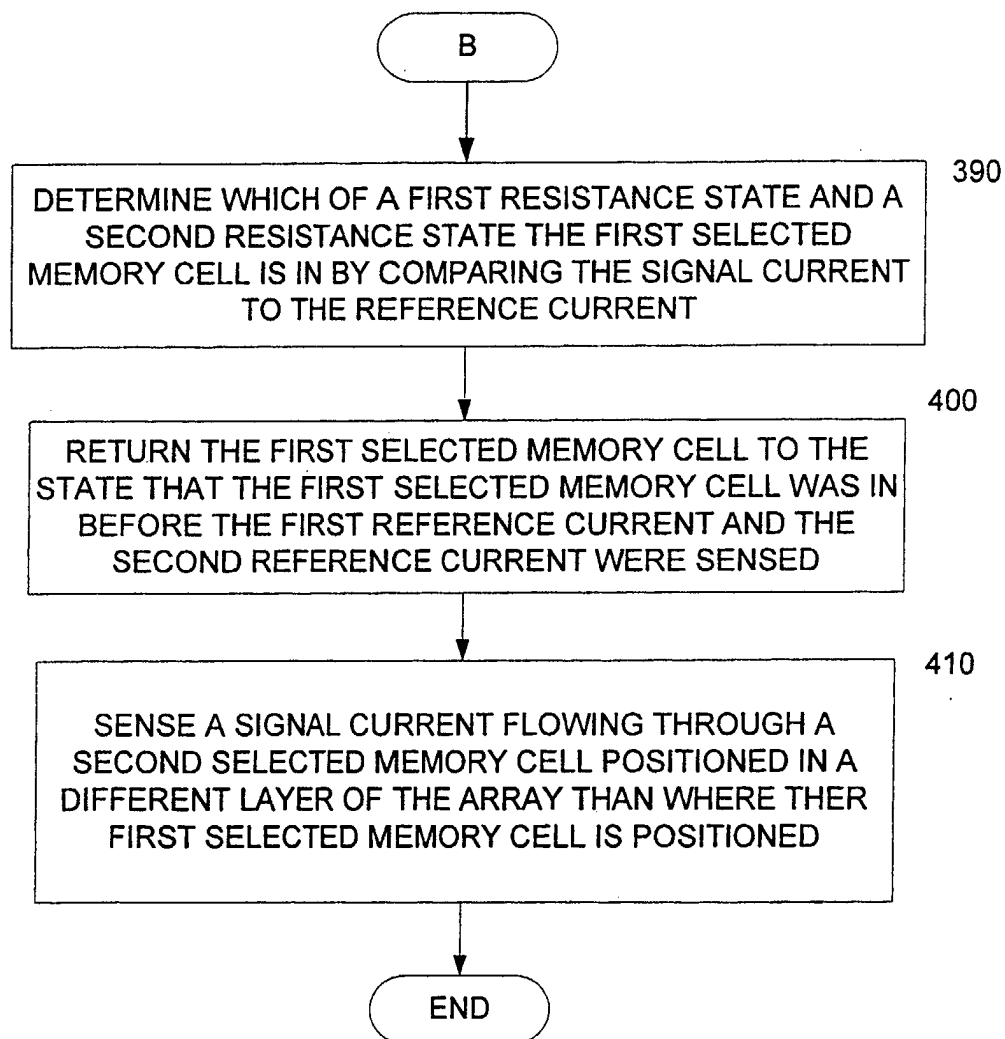 B
390
DETERMINE WHICH OF A FIRST RESISTANCE STATE AND A
SECOND RESISTANCE STATE THE FIRST SELECTED
MEMORY CELL IS IN BY COMPARING THE SIGNAL CURRENT
TO THE REFERENCE CURRENT
400
RETURN THE FIRST SELECTED MEMORY CELL TO THE
STATE THAT THE FIRST SELECTED MEMORY CELL WAS IN
BEFORE THE FIRST REFERENCE CURRENT AND THE
SECOND REFERENCE CURRENT WERE SENSED
410
SENSE A SIGNAL CURRENT FLOWING THROUGH A
SECOND SELECTED MEMORY CELL POSITIONED IN A
DIFFERENT LAYER OF THE ARRAY THAN WHERE THER
FIRST SELECTED MEMORY CELL IS POSITIONED
END